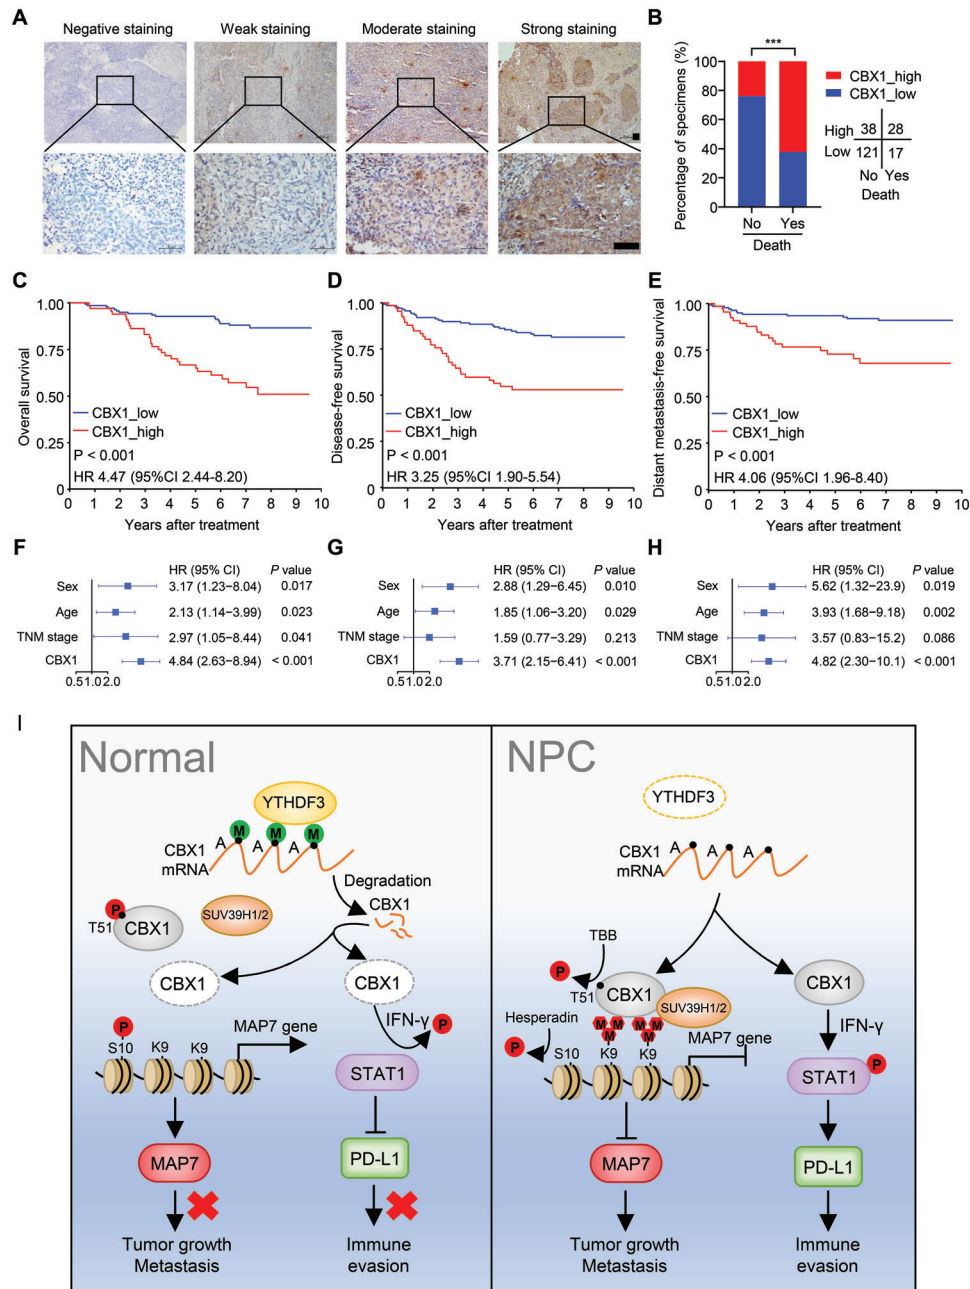 A
Negative staining
Weak staining
Moderate staining
Strong staining
B
***
Percentage of specimens (%)
100
80
60
40
20
0
No
Yes
Death
CBX1_high
CBX1_low
High 38 28
Low 121 17
No Yes
Death
C
Overall survival
1.00
0.75
0.50
0.25
0
CBX1_low
CBX1_high
P < 0.001
HR 4.47 (95%CI 2.44-8.20)
0 1 2 3 4 5 6 7 8 9 10
Years after treatment
D
Disease-free survival
1.00
0.75
0.50
0.25
0
CBX1_low
CBX1_high
P < 0.001
HR 3.25 (95%CI 1.90-5.54)
0 1 2 3 4 5 6 7 8 9 10
Years after treatment
E
Distant metastasis-free survival
1.00
0.75
0.50
0.25
0
CBX1_low
CBX1_high
P < 0.001
HR 4.06 (95%CI 1.96-8.40)
0 1 2 3 4 5 6 7 8 9 10
Years after treatment
F
HR (95% CI) P value
Sex 3.17 (1.23–8.04) 0.017
Age 2.13 (1.14–3.99) 0.023
TNM stage 2.97 (1.05–8.44) 0.041
CBX1 4.84 (2.63–8.94) < 0.001
0.51.02.0
G
HR (95% CI) P value
Sex 2.88 (1.29–6.45) 0.010
Age 1.85 (1.06–3.20) 0.029
TNM stage 1.59 (0.77–3.29) 0.213
CBX1 3.71 (2.15–6.41) < 0.001
0.51.02.0
H
HR (95% CI) P value
Sex 5.62 (1.32–23.9) 0.019
Age 3.93 (1.68–9.18) 0.002
TNM stage 3.57 (0.83–15.2) 0.086
CBX1 4.82 (2.30–10.1) < 0.001
0.51.02.0
I
Normal
YTHDF3
M M M
A A A
CBX1
mRNA
Degradation
CBX1
P
T51
CBX1
SUV39H1/2
CBX1
CBX1
IFN-γ
P
P
S10 K9 K9
MAP7 gene
STAT1
MAP7
PD-L1
Tumor growth
Metastasis
Immune
evasion
NPC
YTHDF3
A A A
CBX1
mRNA
TBB
P
T51
CBX1
SUV39H1/2
CBX1
M M M M
M M
Hesperadin
P
S10 K9 K9
MAP7 gene
IFN-γ
STAT1
P
MAP7
PD-L1
Tumor growth
Metastasis
Immune
evasion